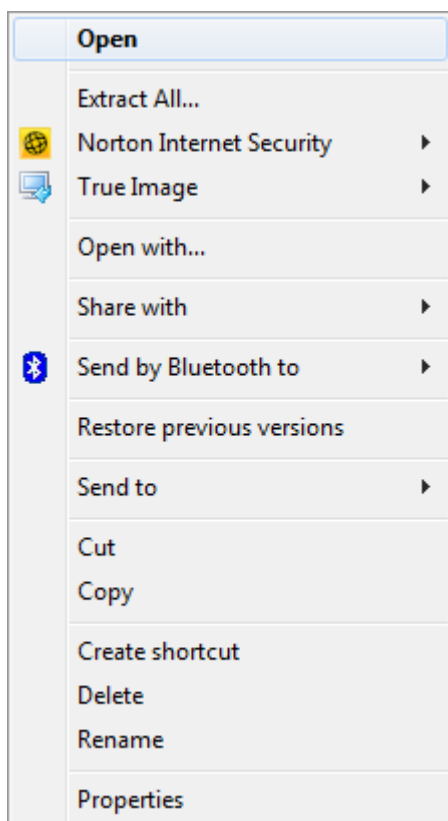 Open
Extract All...
Norton Internet Security
True Image
Open with...
Share with
Send by Bluetooth to
Restore previous versions
Send to
Cut
Copy
Create shortcut
Delete
Rename
Properties